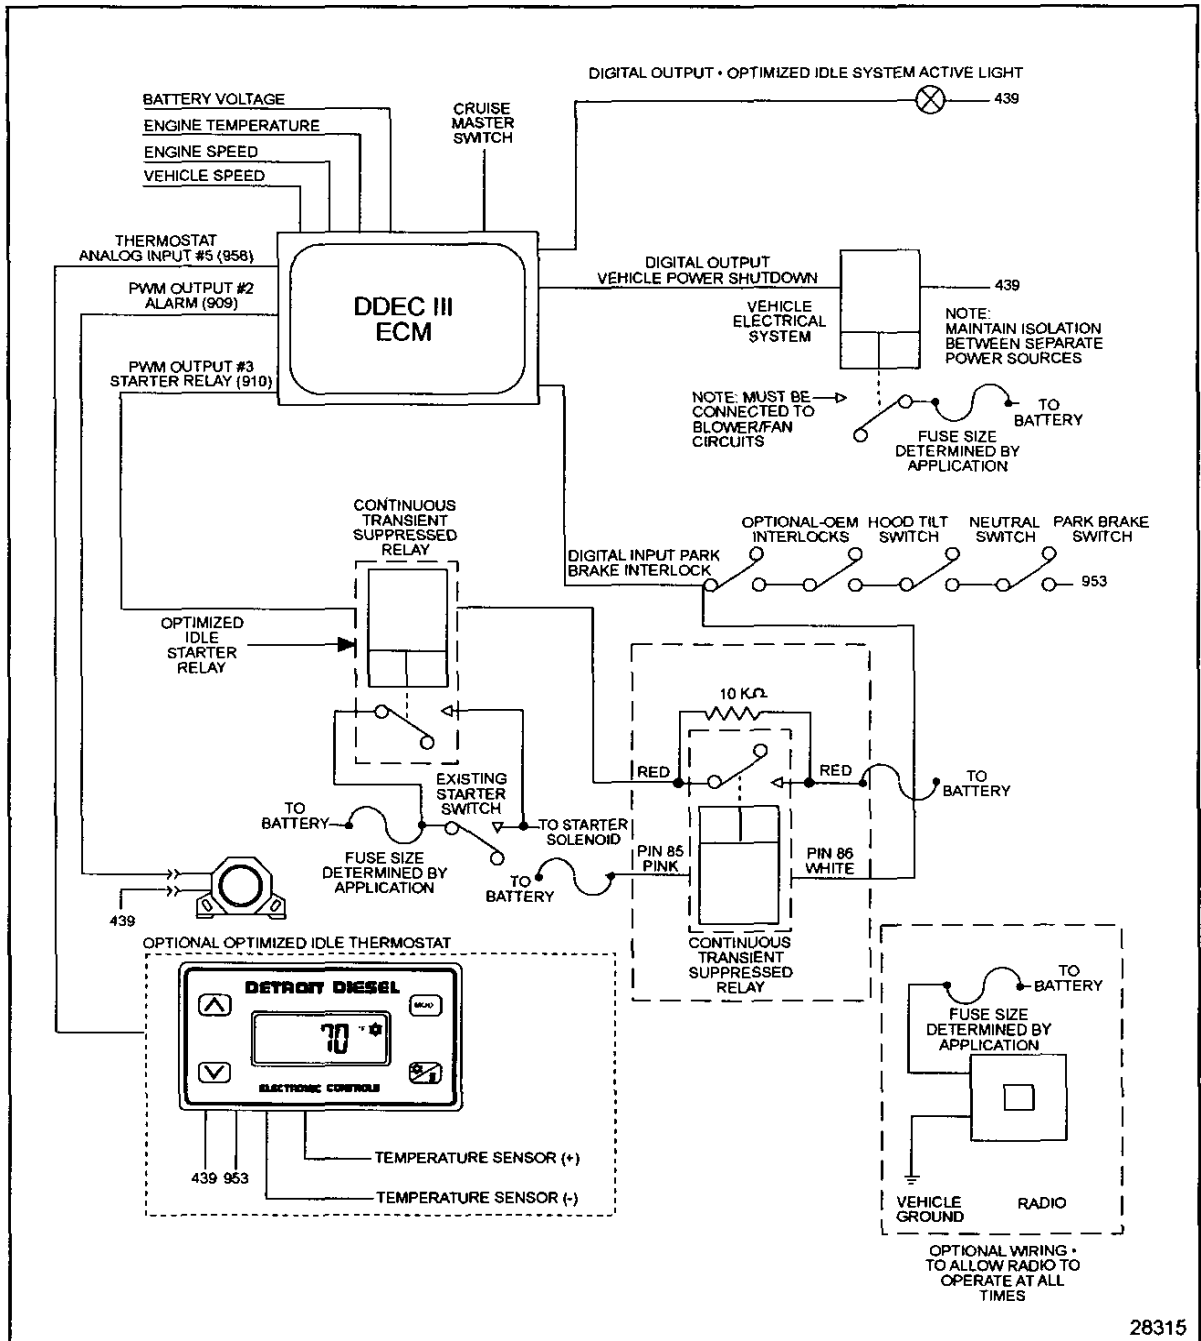 DIGITAL OUTPUT • OPTIMIZED IDLE SYSTEM ACTIVE LIGHT
439
BATTERY VOLTAGE
ENGINE TEMPERATURE
ENGINE SPEED
VEHICLE SPEED
CRUISE
MASTER
SWITCH
THERMOSTAT
ANALOG INPUT #5 (958)
PWM OUTPUT #2
ALARM (909)
PWM OUTPUT #3
STARTER RELAY (910)
DDEC III
ECM
DIGITAL OUTPUT
VEHICLE POWER SHUTDOWN
439
VEHICLE
ELECTRICAL
SYSTEM
NOTE:
MAINTAIN ISOLATION
BETWEEN SEPARATE
POWER SOURCES
NOTE: MUST BE
CONNECTED TO
BLOWER/FAN
CIRCUITS
TO
BATTERY
FUSE SIZE
DETERMINED BY
APPLICATION
CONTINUOUS
TRANSIENT
SUPPRESSED
RELAY
OPTIONAL-OEM
INTERLOCKS
HOOD TILT
SWITCH
NEUTRAL
SWITCH
PARK BRAKE
SWITCH
DIGITAL INPUT PARK
BRAKE INTERLOCK
953
OPTIMIZED
IDLE
STARTER
RELAY
10 KΩ
RED
RED
TO
BATTERY
EXISTING
STARTER
SWITCH
TO
BATTERY
TO STARTER
SOLENOID
FUSE SIZE
DETERMINED BY
APPLICATION
TO
BATTERY
PIN 85
PINK
PIN 86
WHITE
CONTINUOUS
TRANSIENT
SUPPRESSED
RELAY
439
OPTIONAL OPTIMIZED IDLE THERMOSTAT
DETROIT DIESEL
MOD
70 °F
ELECTRONIC CONTROLS
439 953
TEMPERATURE SENSOR (+)
TEMPERATURE SENSOR (-)
TO
BATTERY
FUSE SIZE
DETERMINED BY
APPLICATION
VEHICLE
GROUND
RADIO
OPTIONAL WIRING •
TO ALLOW RADIO TO
OPERATE AT ALL
TIMES
28315